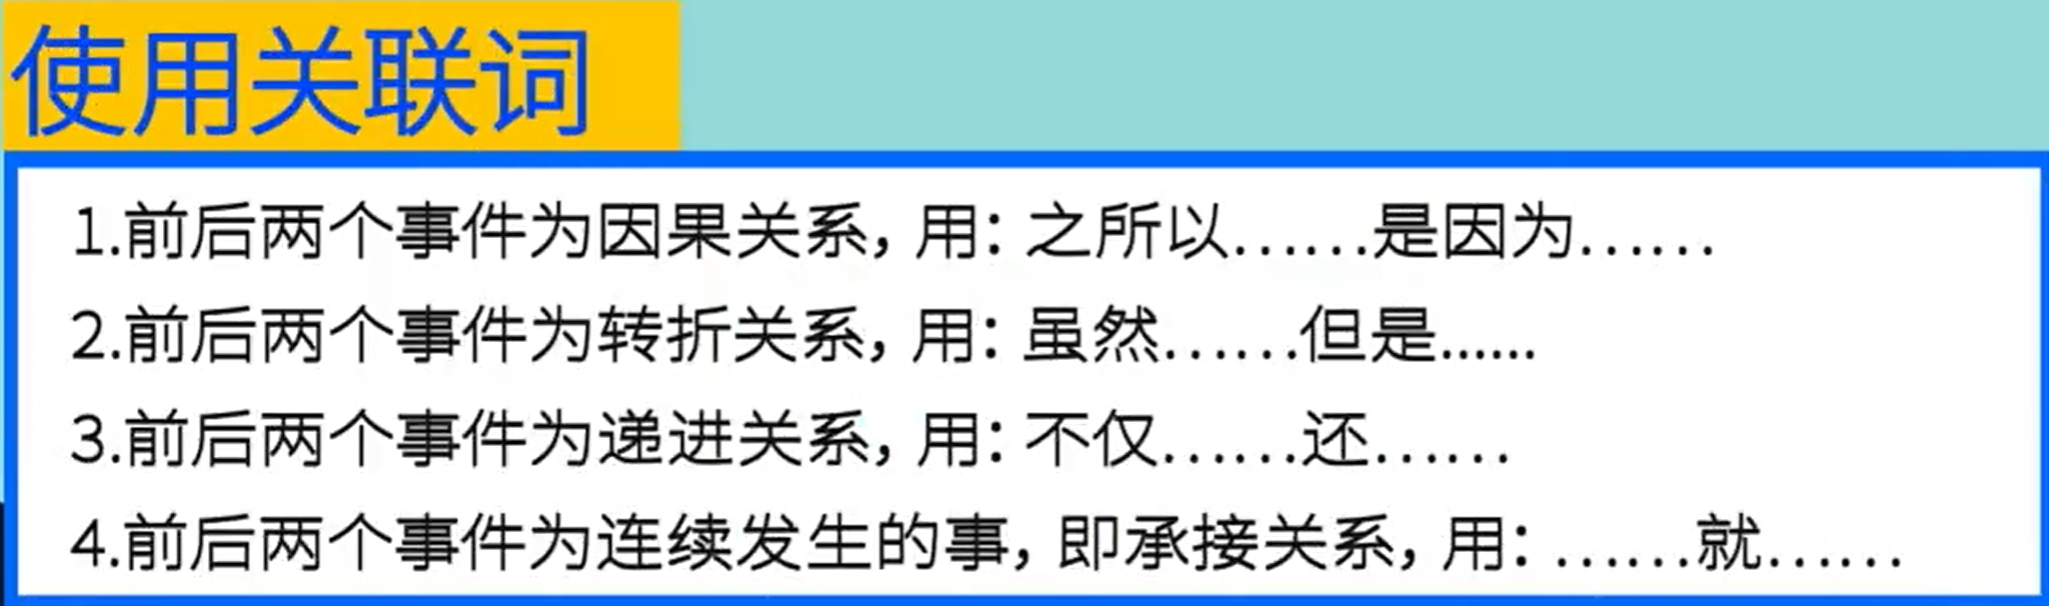 使用关联词
1.前后两个事件为因果关系，用：之所以……是因为……
2.前后两个事件为转折关系，用：虽然……但是......
3.前后两个事件为递进关系，用：不仅……还……
4.前后两个事件为连续发生的事，即承接关系，用：……就……